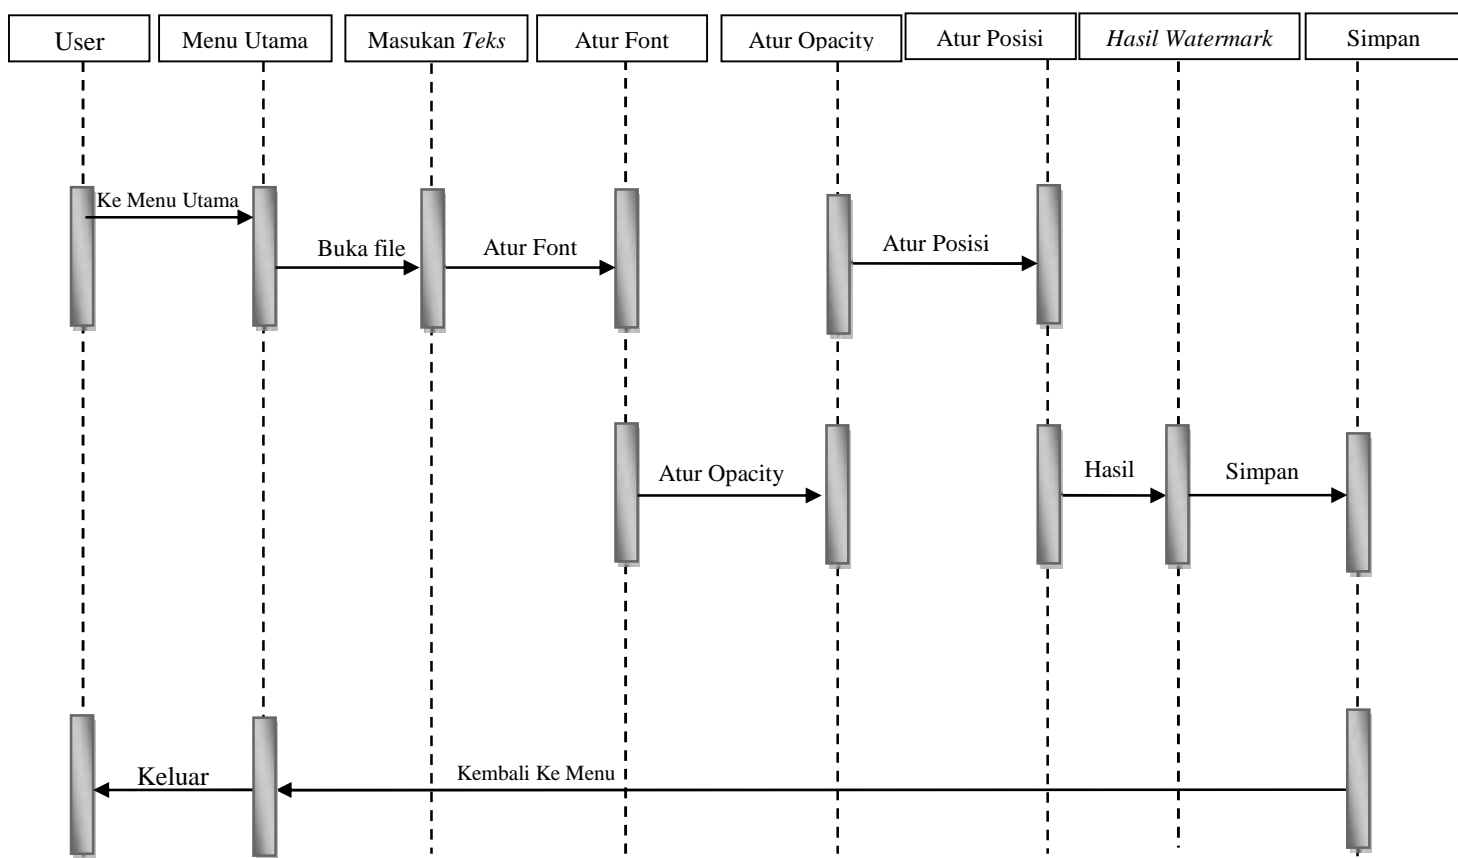 User
Menu Utama
Masukan Teks
Atur Font
Atur Opacity
Atur Posisi
Hasil Watermark
Simpan
Ke Menu Utama
Buka file
Atur Font
Atur Posisi
Atur Opacity
Hasil
Simpan
Keluar
Kembali Ke Menu